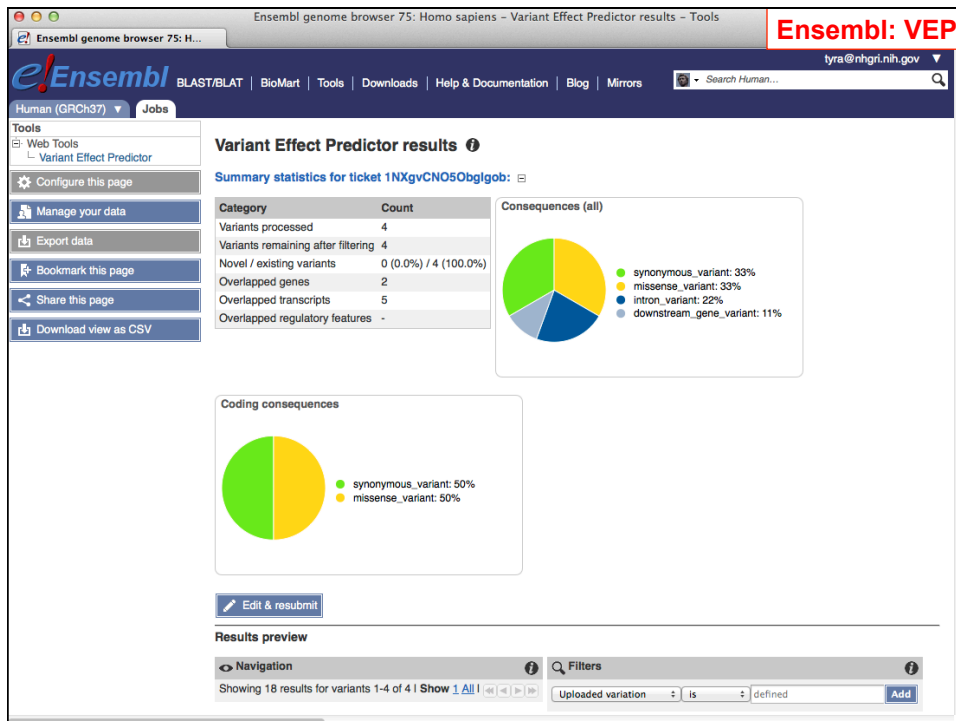 Ensembl genome browser 75: Homo sapiens – Variant Effect Predictor results – Tools
Ensembl: VEP
Ensembl genome browser 75: H...
tyra@nhgri.nih.gov ▼
e!Ensembl BLAST/BLAT | BioMart | Tools | Downloads | Help & Documentation | Blog | Mirrors
Search Human...
Human (GRCh37) ▼ Jobs
Tools
Web Tools
Variant Effect Predictor
Configure this page
Manage your data
Export data
Bookmark this page
Share this page
Download view as CSV
Variant Effect Predictor results i
Summary statistics for ticket 1NXgvCNO5Obglgob:
Category Count
Variants processed 4
Variants remaining after filtering 4
Novel / existing variants 0 (0.0%) / 4 (100.0%)
Overlapped genes 2
Overlapped transcripts 5
Overlapped regulatory features -
Consequences (all)
synonymous_variant: 33%
missense_variant: 33%
intron_variant: 22%
downstream_gene_variant: 11%
Coding consequences
synonymous_variant: 50%
missense_variant: 50%
Edit & resubmit
Results preview
Navigation i
Showing 18 results for variants 1-4 of 4 | Show 1 All |
Filters i
Uploaded variation is defined Add